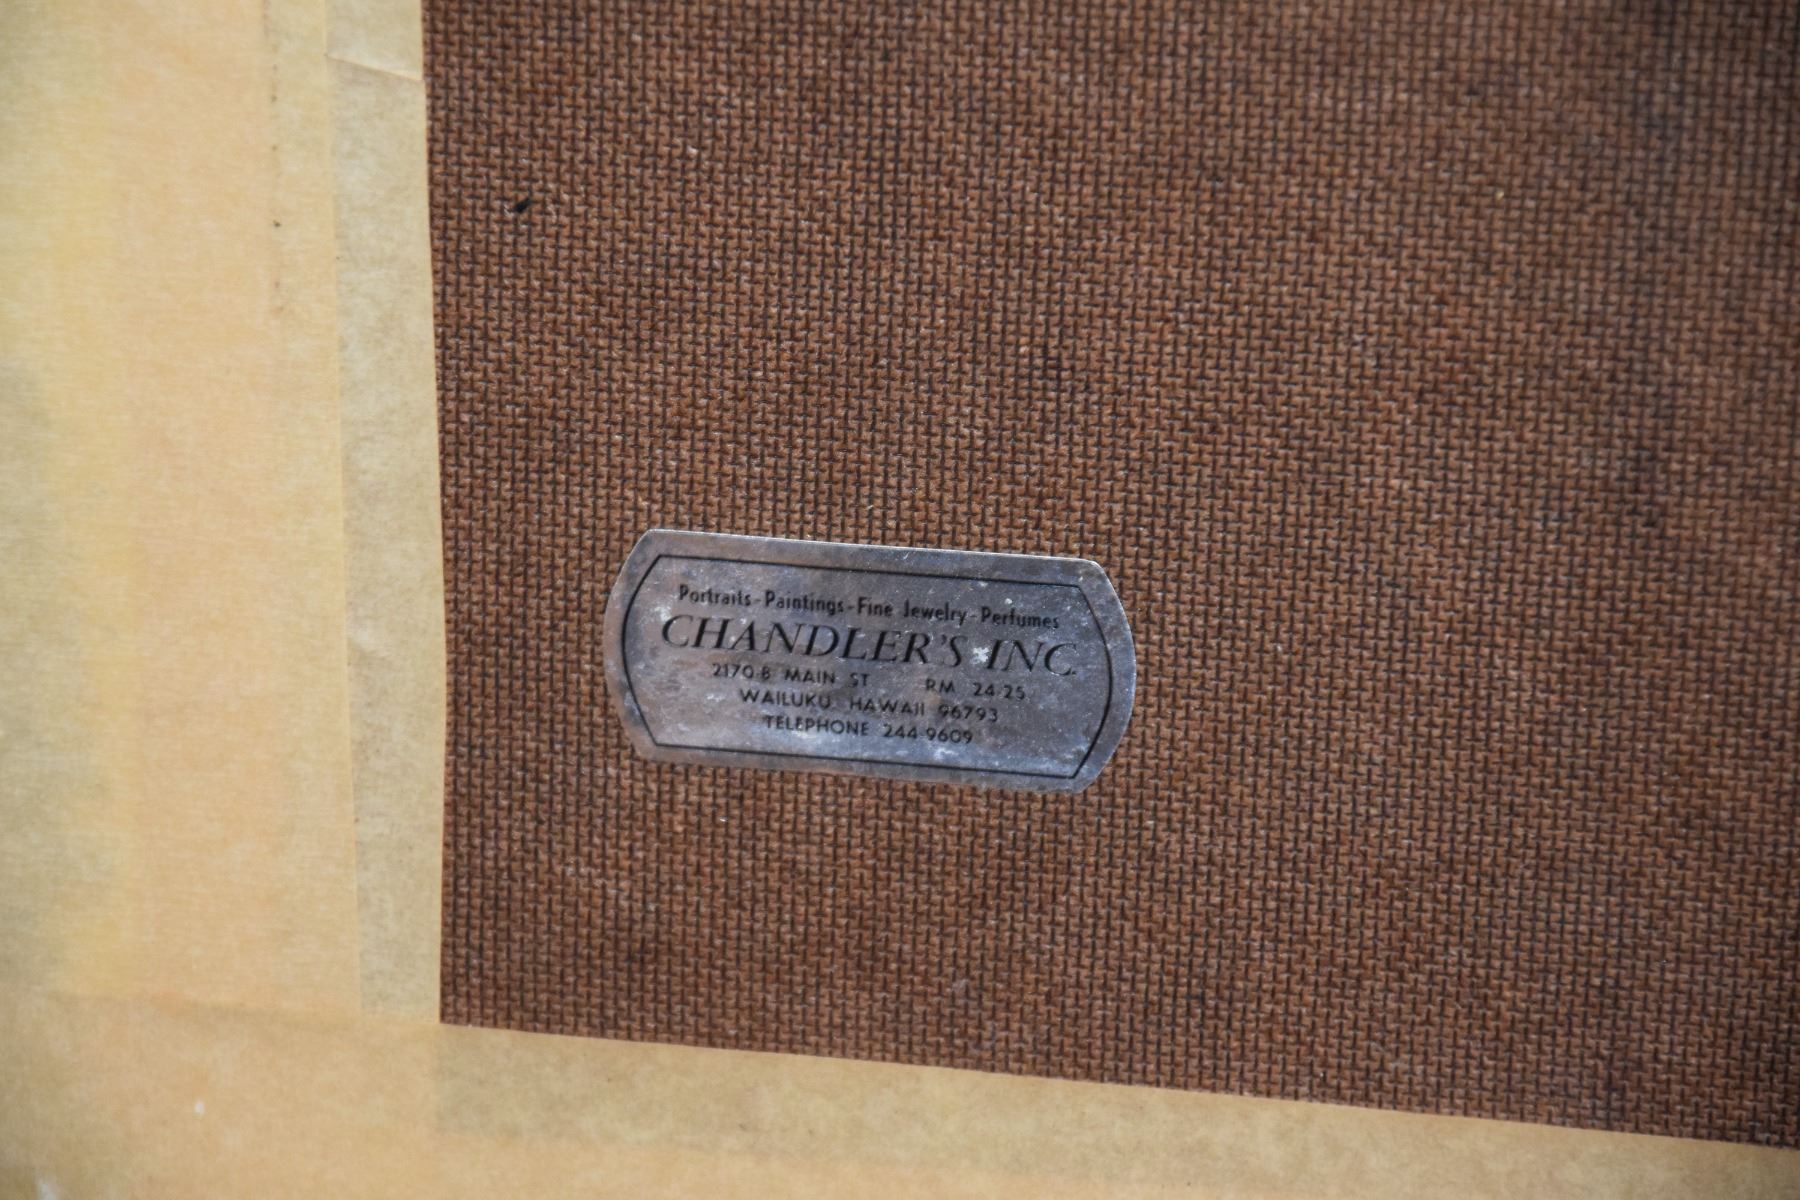 Portraits-Paintings-Fine Jewelry-Perfumes
CHANDLER'S INC.
2170-B MAIN ST RM 24-25
WAILUKU, HAWAII 96793
TELEPHONE 244-9609